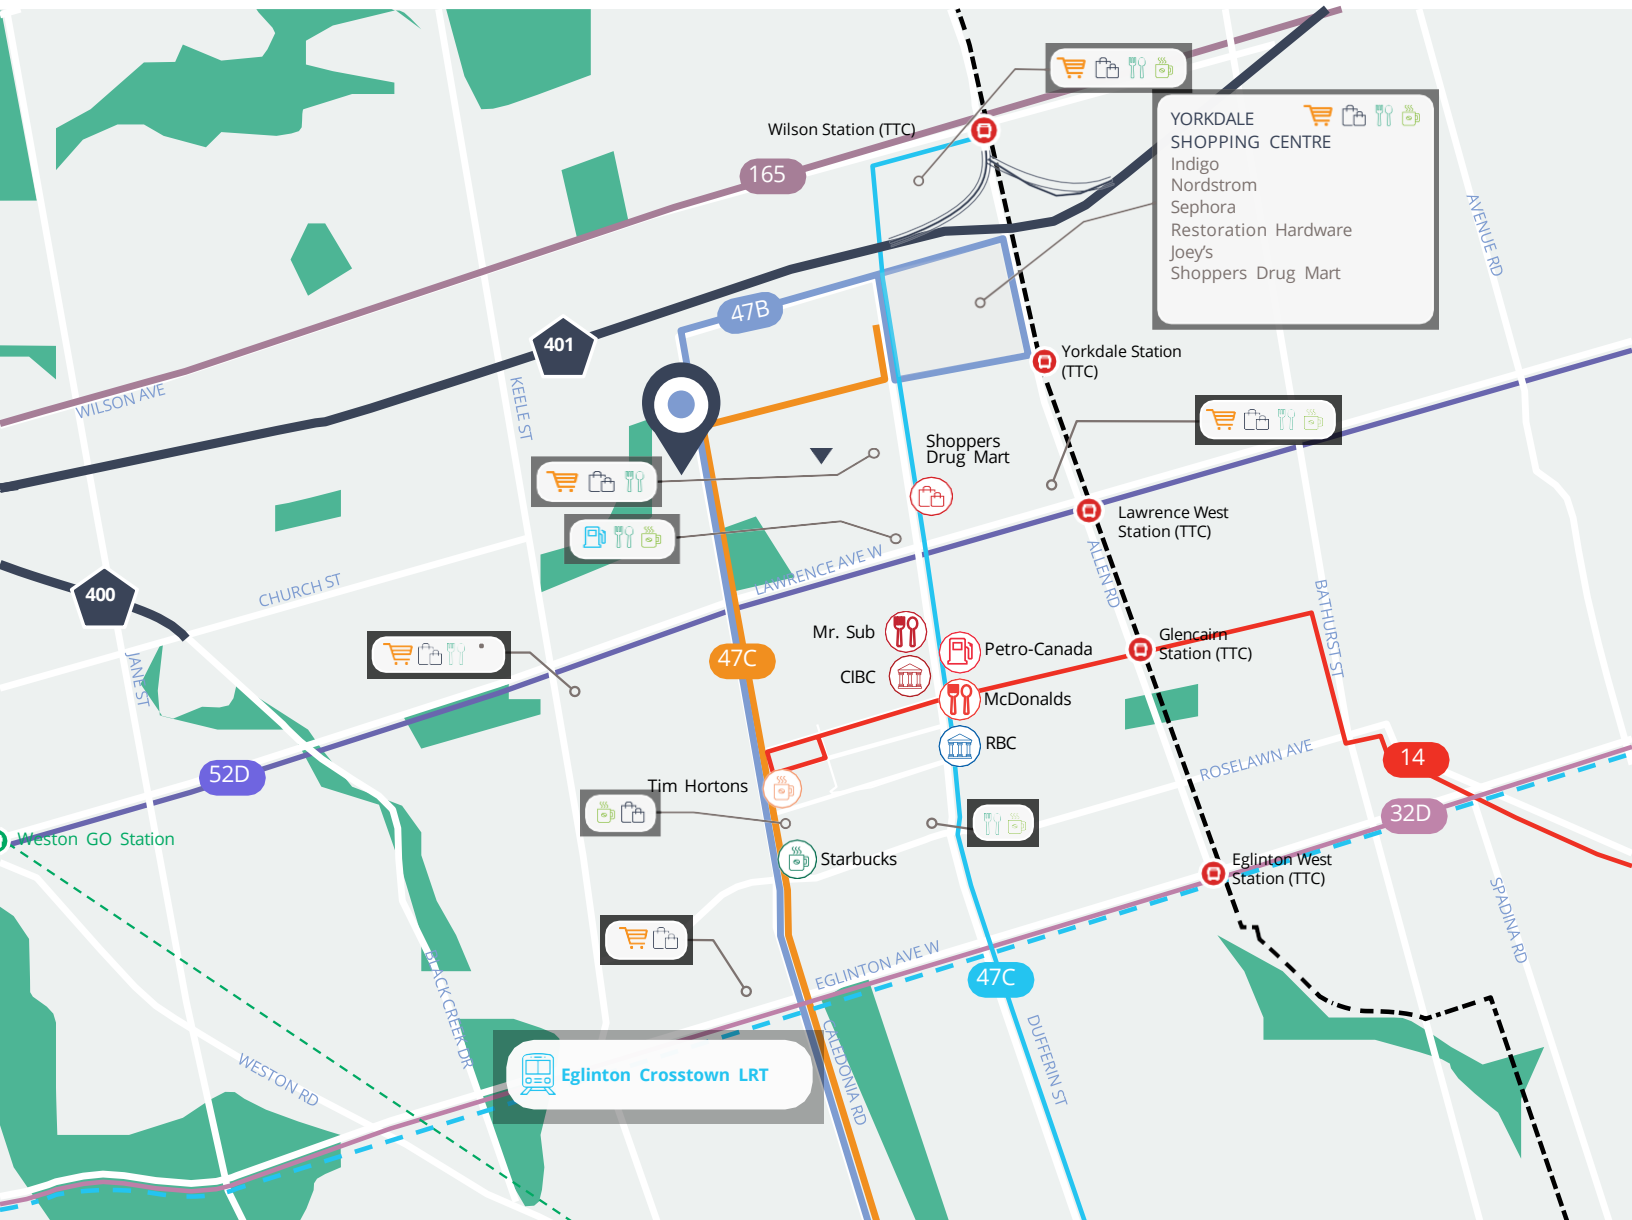 Wilson Station (TTC)
165
YORKDALE
SHOPPING CENTRE
Indigo
Nordstrom
Sephora
Restoration Hardware
Joey's
Shoppers Drug Mart
AVENUE RD
47B
401
Yorkdale Station
(TTC)
WILSON AVE
KEELE ST
Shoppers
Drug Mart
Lawrence West
Station (TTC)
LAWRENCE AVE W
ALLEN RD
CHURCH ST
400
BATHURST ST
Mr. Sub
Petro-Canada
Glencairn
Station (TTC)
CIBC
JANE ST
47C
McDonalds
RBC
52D
ROSELAWN AVE
14
Tim Hortons
32D
Weston GO Station
Starbucks
Eglinton West
Station (TTC)
SPADINA RD
EGLINTON AVE W
47C
BLACK CREEK DR
CALEDONIA RD
DUFFERIN ST
WESTON RD
Eglinton Crosstown LRT